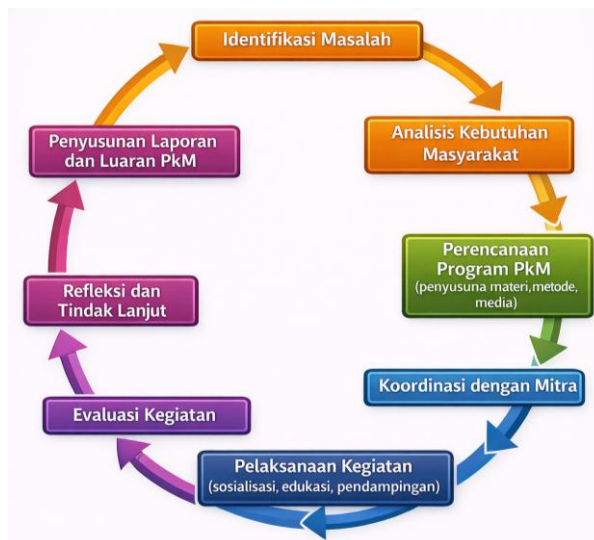 Identifikasi Masalah
Analisis Kebutuhan
Masyarakat
Perencanaan
Program PkM
(penyusuna materi,metode,
media)
Koordinasi dengan Mitra
Pelaksanaan Kegiatan
(sosialisasi, edukasi, pendampingan)
Evaluasi Kegiatan
Refleksi dan
Tindak Lanjut
Penyusunan Laporan
dan Luaran PkM